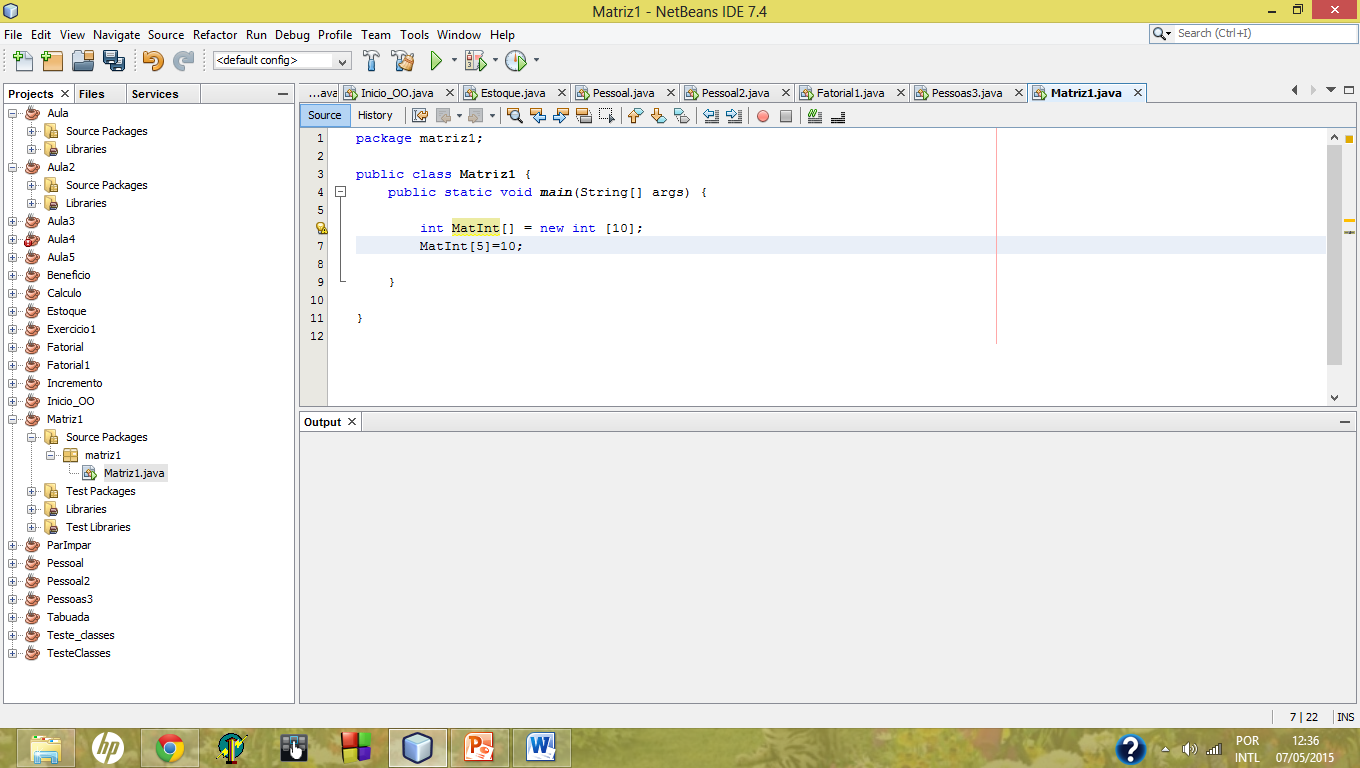 Matriz1 - NetBeans IDE 7.4
File Edit View Navigate Source Refactor Run Debug Profile Team Tools Window Help
Search (Ctrl+I)
<default config>
Projects Files Services
Aula
Source Packages
Libraries
Aula2
Source Packages
Libraries
Aula3
Aula4
Aula5
Beneficio
Calculo
Estoque
Exercicio1
Fatorial
Fatorial1
Incremento
Inicio_OO
Matriz1
Source Packages
matriz1
Matriz1.java
Test Packages
Libraries
Test Libraries
ParImpar
Pessoal
Pessoal2
Pessoas3
Tabuada
Teste_classes
TesteClasses
...ava Inicio_OO.java Estoque.java Pessoal.java Pessoal2.java Fatorial1.java Pessoas3.java Matriz1.java
Source History
1 package matriz1;
2
3 public class Matriz1 {
4 public static void main(String[] args) {
5
int MatInt[] = new int [10];
7 MatInt[5]=10;
8
9 }
10
11 }
12
Output
7 | 22 INS
hp
POR 12:36
INTL 07/05/2015